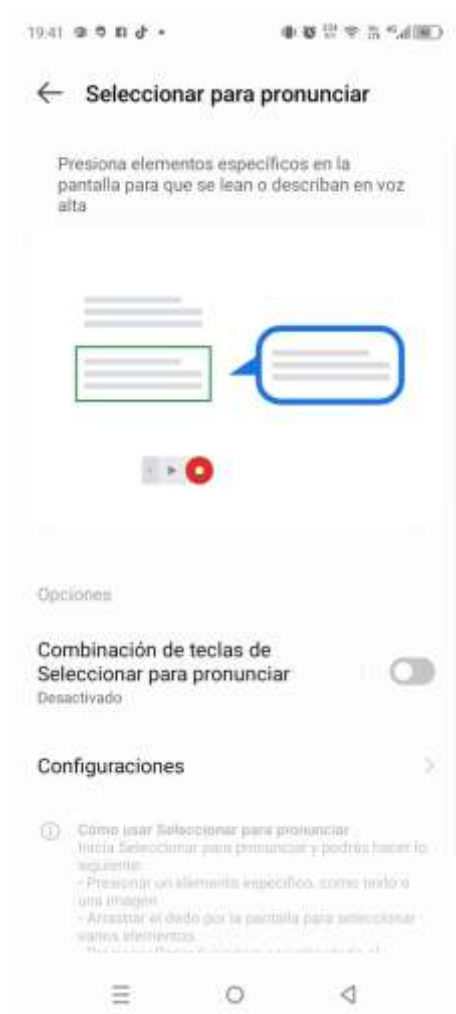 19:41
Seleccionar para pronunciar
Presiona elementos específicos en la
pantalla para que se lean o describan en voz
alta
Opciones
Combinación de teclas de
Seleccionar para pronunciar
Desactivado
Configuraciones
Cómo usar Seleccionar para pronunciar
Inicia Seleccionar para pronunciar y podrás hacer lo
siguiente:
- Presionar un elemento específico, como texto o
una imagen
- Arrastrar el dedo por la pantalla para seleccionar
varios elementos